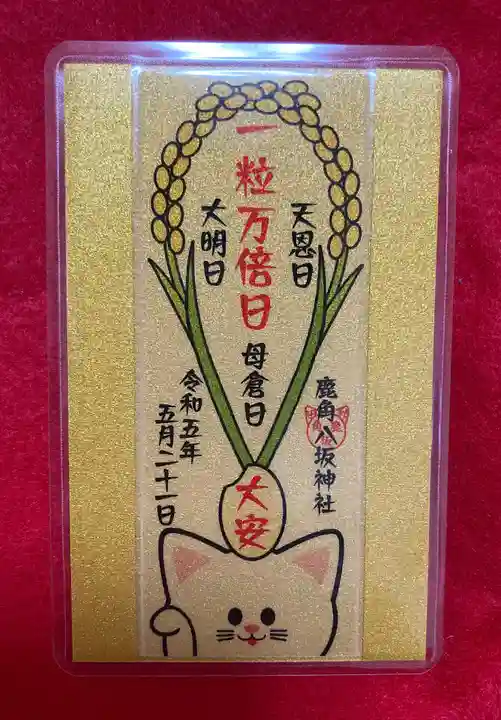 一粒万倍日
天恩日
大明日
母倉日
鹿角八坂神社
令和五年
五月二十一日
大安